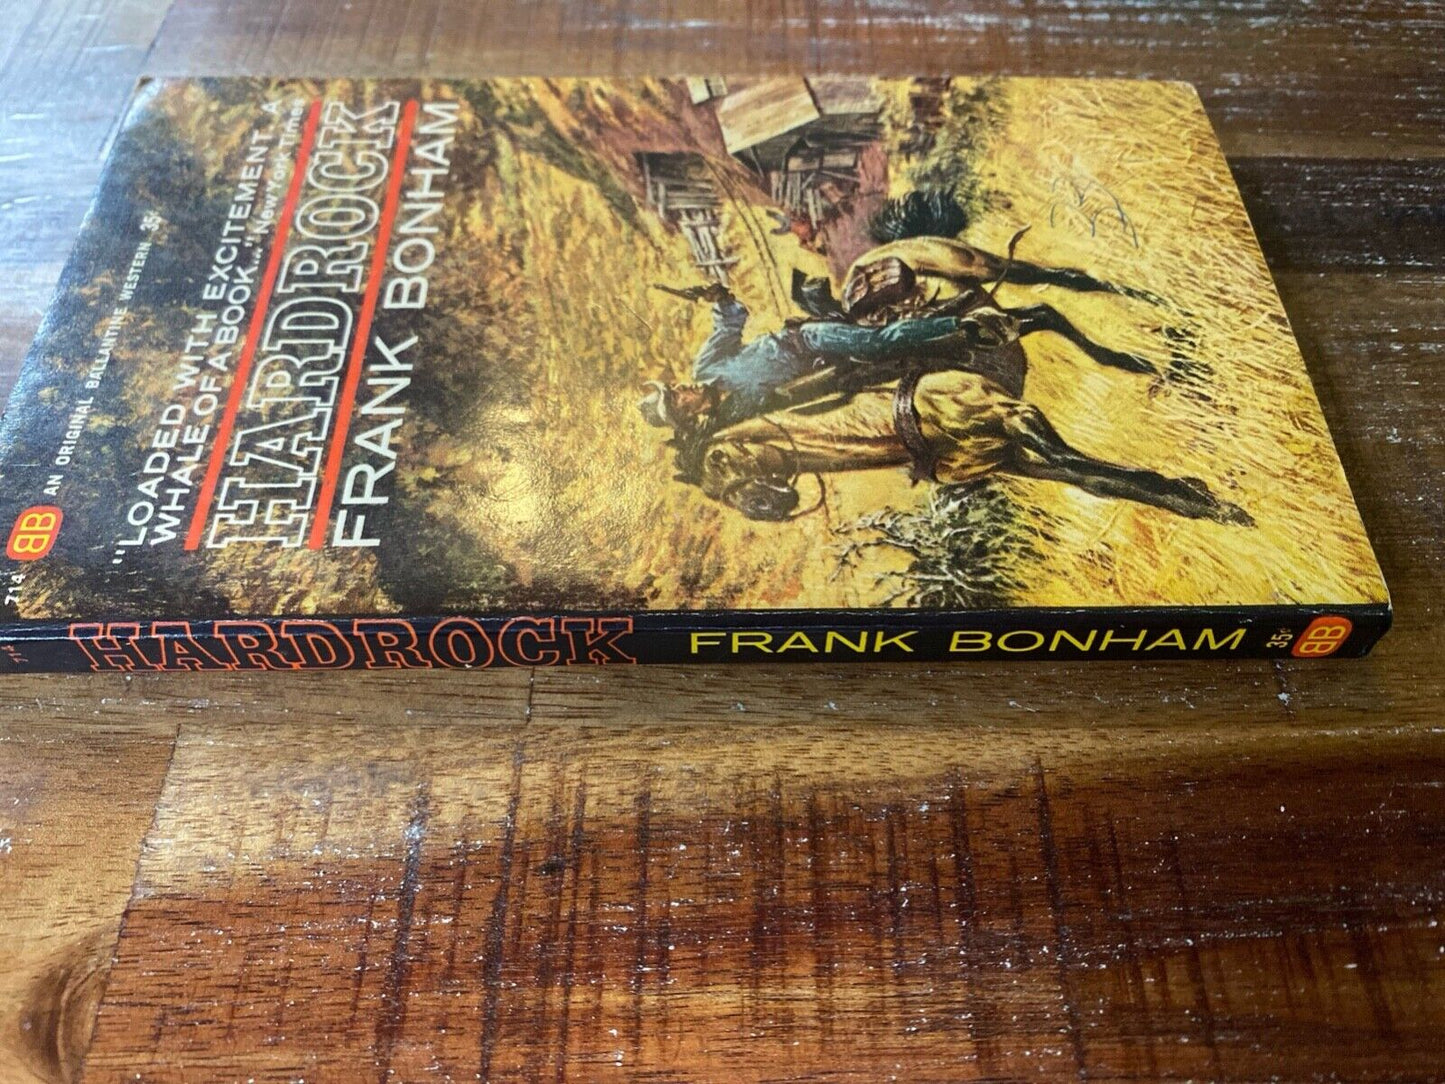 714 BB AN ORIGINAL BALLANTINE WESTERN 35¢
"LOADED WITH EXCITEMENT...A
WHALE OF A BOOK..." New York Times
HARDROCK
FRANK BONHAM
HARDROCK FRANK BONHAM 35¢ BB